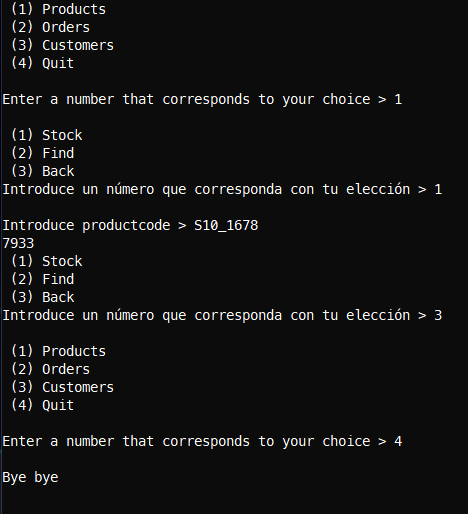 (1) Products
(2) Orders
(3) Customers
(4) Quit
Enter a number that corresponds to your choice > 1
(1) Stock
(2) Find
(3) Back
Introduce un número que corresponda con tu elección > 1
Introduce productcode > S10_1678
7933
(1) Stock
(2) Find
(3) Back
Introduce un número que corresponda con tu elección > 3
(1) Products
(2) Orders
(3) Customers
(4) Quit
Enter a number that corresponds to your choice > 4
Bye bye